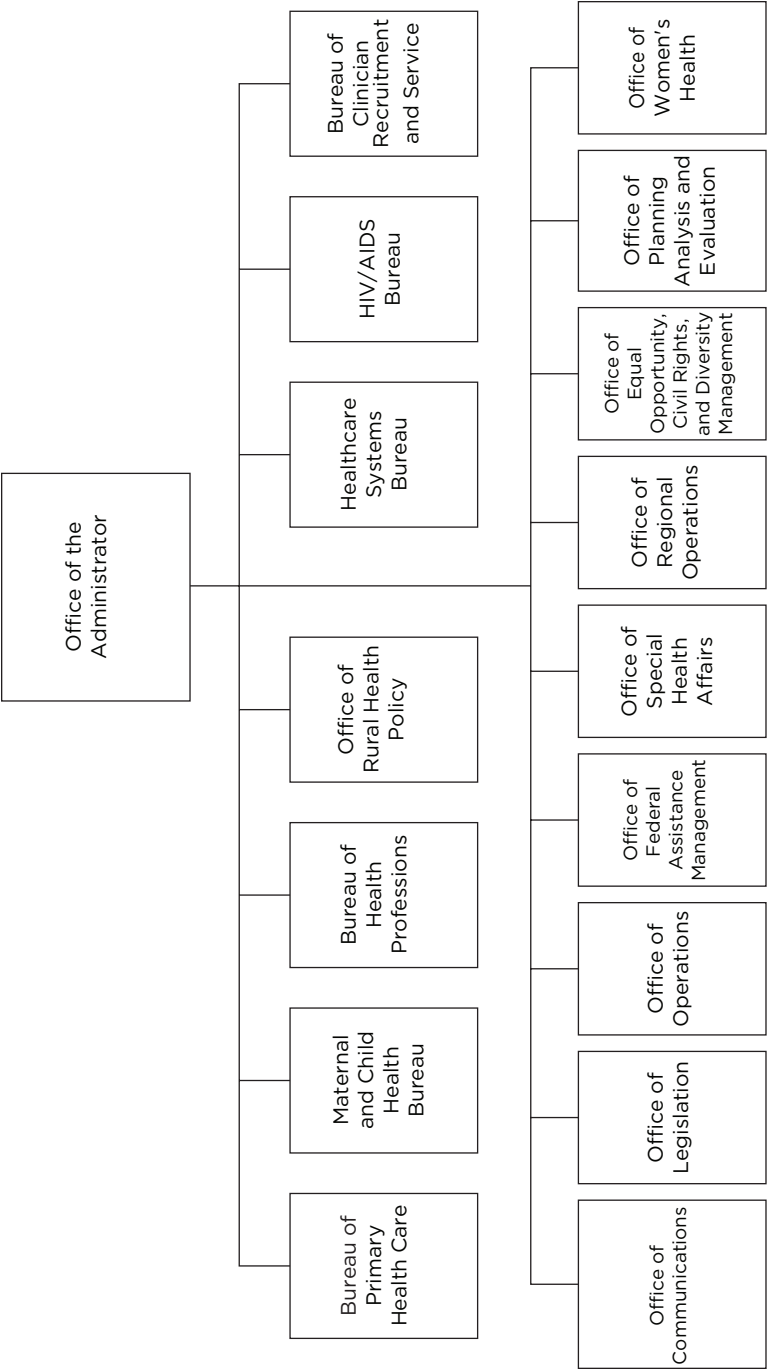 Office of the
Administrator
Bureau of
Primary
Health Care
Maternal
and Child
Health
Bureau
Bureau of
Health
Professions
Office of
Rural Health
Policy
Healthcare
Systems
Bureau
HIV/AIDS
Bureau
Bureau of
Clinician
Recruitment
and Service
Office of
Communications
Office of
Legislation
Office of
Operations
Office of
Federal
Assistance
Management
Office of
Special
Health
Affairs
Office of
Regional
Operations
Office of
Equal
Opportunity,
Civil Rights,
and Diversity
Management
Office of
Planning
Analysis and
Evaluation
Office of
Women's
Health